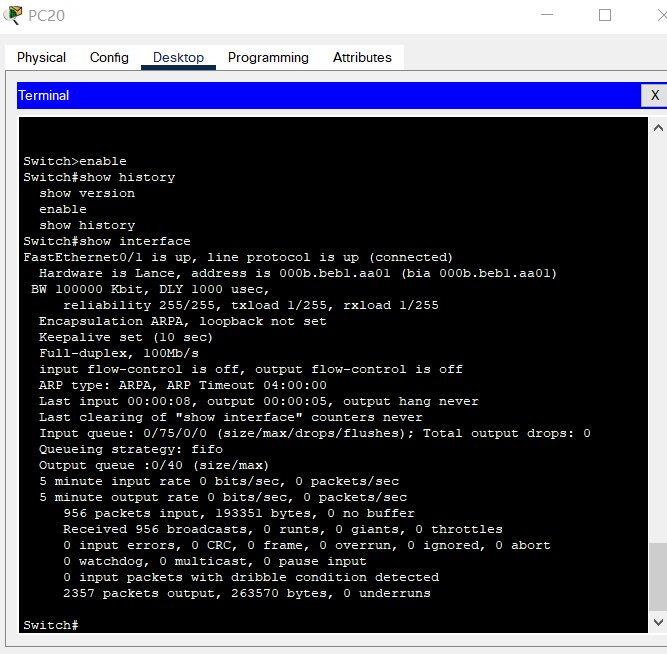 PC20
Physical Config Desktop Programming Attributes
Terminal X
Switch>enable
Switch#show history
show version
enable
show history
Switch#show interface
FastEthernet0/1 is up, line protocol is up (connected)
Hardware is Lance, address is 000b.beb1.aa01 (bia 000b.beb1.aa01)
BW 100000 Kbit, DLY 1000 usec,
reliability 255/255, txload 1/255, rxload 1/255
Encapsulation ARPA, loopback not set
Keepalive set (10 sec)
Full-duplex, 100Mb/s
input flow-control is off, output flow-control is off
ARP type: ARPA, ARP Timeout 04:00:00
Last input 00:00:08, output 00:00:05, output hang never
Last clearing of "show interface" counters never
Input queue: 0/75/0/0 (size/max/drops/flushes); Total output drops: 0
Queueing strategy: fifo
Output queue :0/40 (size/max)
5 minute input rate 0 bits/sec, 0 packets/sec
5 minute output rate 0 bits/sec, 0 packets/sec
956 packets input, 193351 bytes, 0 no buffer
Received 956 broadcasts, 0 runts, 0 giants, 0 throttles
0 input errors, 0 CRC, 0 frame, 0 overrun, 0 ignored, 0 abort
0 watchdog, 0 multicast, 0 pause input
0 input packets with dribble condition detected
2357 packets output, 263570 bytes, 0 underruns
Switch#